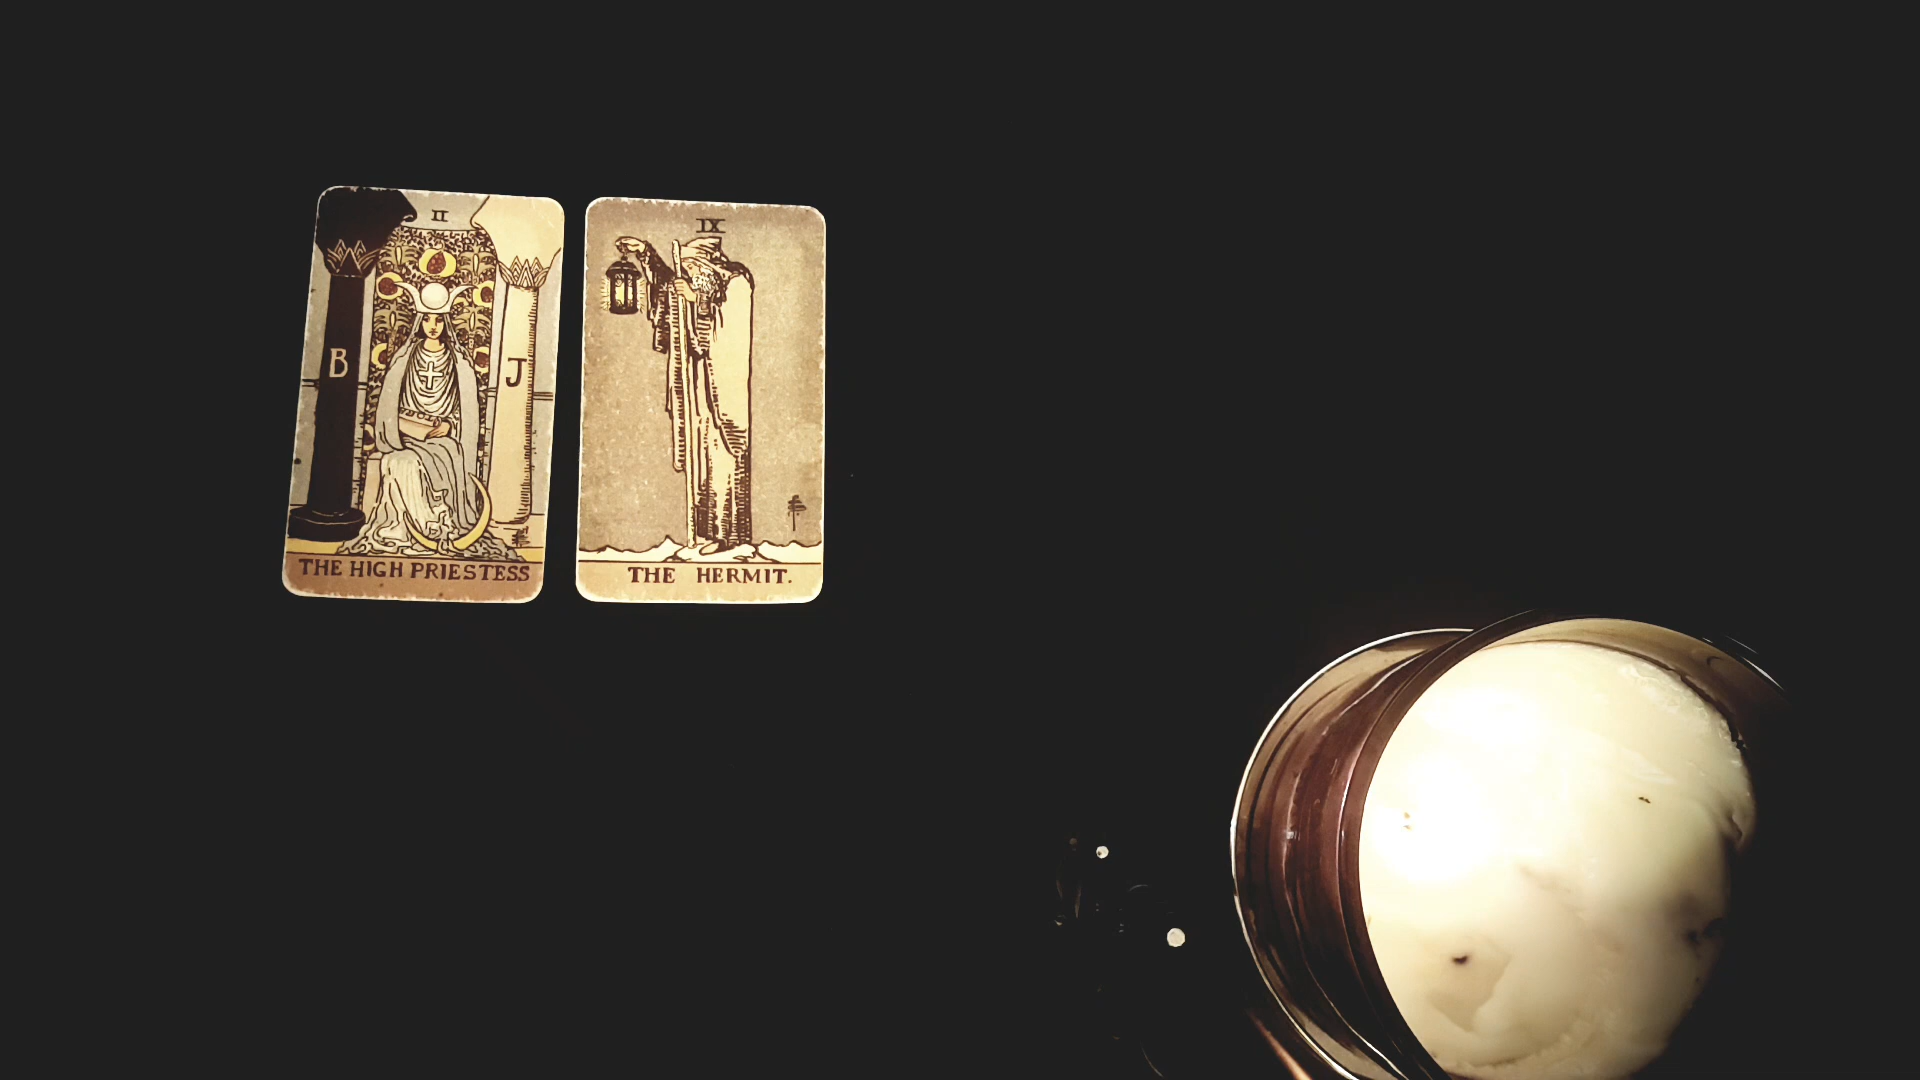 II
B
J
THE HIGH PRIESTESS
IX
THE HERMIT.